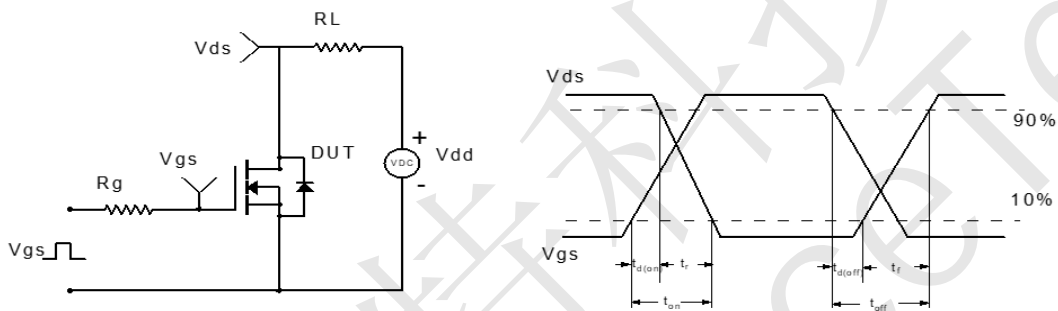 RL
Vds
DUT
Vgs
Rg
VDC
+
Vdd
-
Vgs
Vds
90%
10%
Vgs
td(on)
tr
td(off)
tf
ton
toff